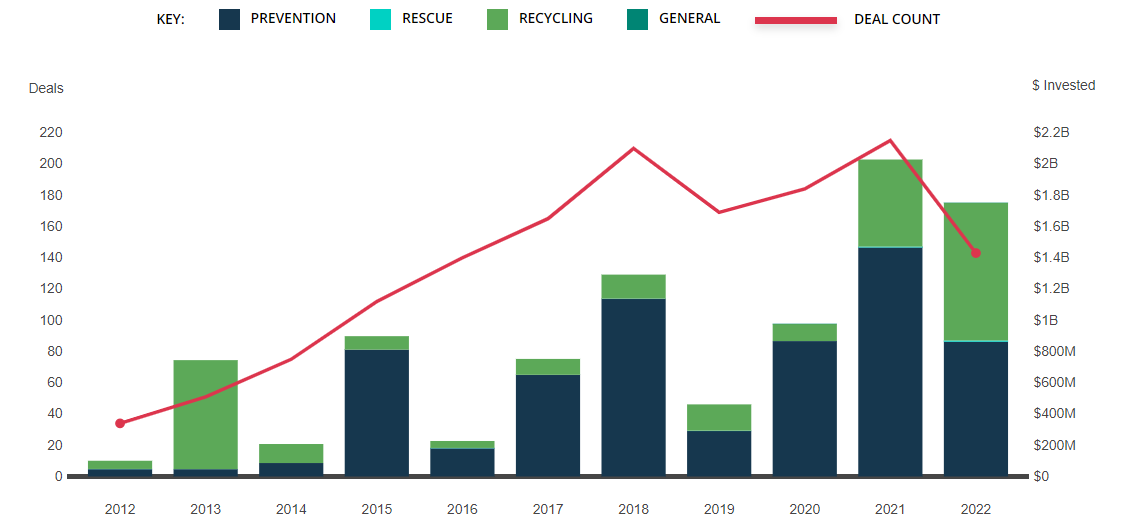 KEY: PREVENTION RESCUE RECYCLING GENERAL DEAL COUNT
Deals $ Invested
220 $2.2B
200 $2B
180 $1.8B
160 $1.6B
140 $1.4B
120 $1.2B
100 $1B
80 $800M
60 $600M
40 $400M
20 $200M
0 $0
2012 2013 2014 2015 2016 2017 2018 2019 2020 2021 2022